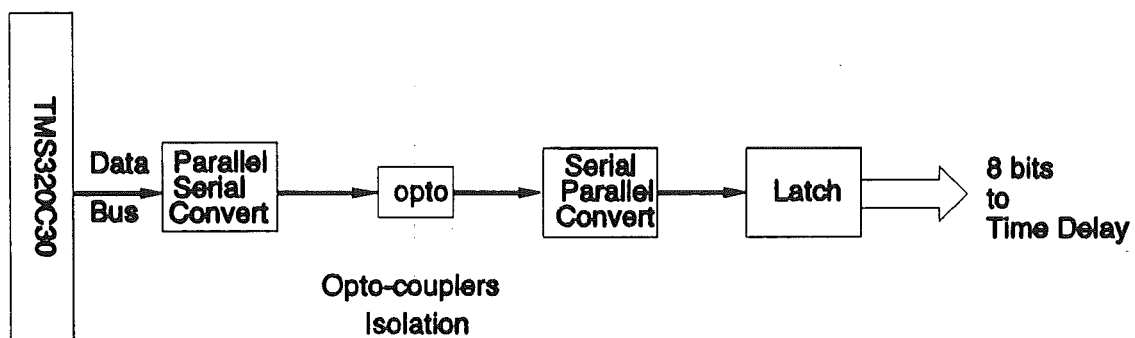 TMS320C30
Data
Bus
Parallel
Serial
Convert
opto
Opto-couplers
Isolation
Serial
Parallel
Convert
Latch
8 bits
to
Time Delay